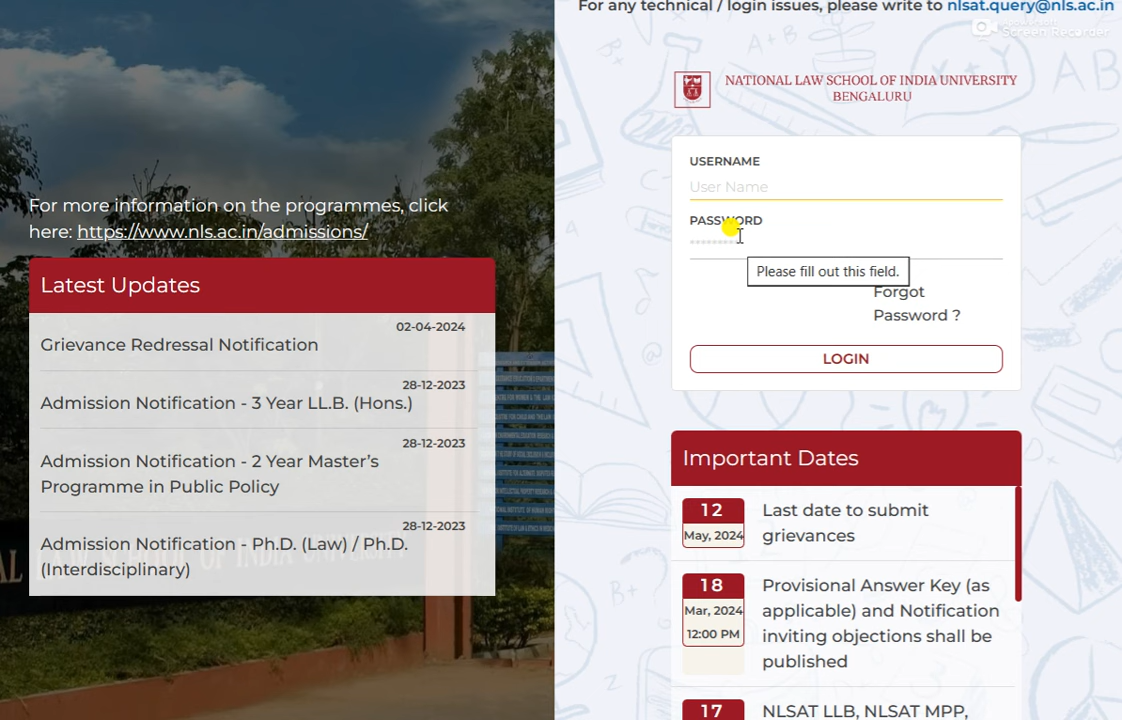 For any technical / login issues, please write to nlsat.query@nls.ac.in
Screen Recorder
NATIONAL LAW SCHOOL OF INDIA UNIVERSITY
BENGALURU
For more information on the programmes, click
here: https://www.nls.ac.in/admissions/
Latest Updates
02-04-2024
Grievance Redressal Notification
28-12-2023
Admission Notification - 3 Year LL.B. (Hons.)
28-12-2023
Admission Notification - 2 Year Master's
Programme in Public Policy
28-12-2023
Admission Notification - Ph.D. (Law) / Ph.D.
(Interdisciplinary)
USERNAME
User Name
PASSWORD
Please fill out this field.
Forgot
Password ?
LOGIN
Important Dates
12
May, 2024
Last date to submit
grievances
18
Mar, 2024
12:00 PM
Provisional Answer Key (as
applicable) and Notification
inviting objections shall be
published
17
NLSAT LLB, NLSAT MPP,